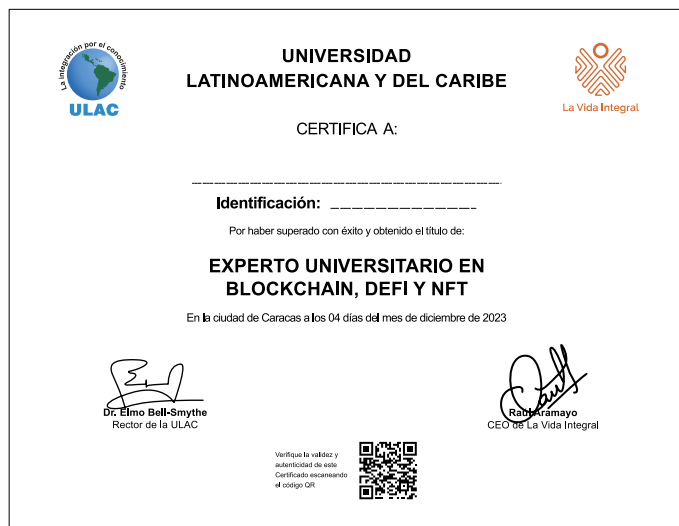 La integración por el conocimiento
ULAC
UNIVERSIDAD
LATINOAMERICANA Y DEL CARIBE
La Vida Integral
CERTIFICA A:
Identificación:
Por haber superado con éxito y obtenido el título de:
EXPERTO UNIVERSITARIO EN
BLOCKCHAIN, DEFI Y NFT
En la ciudad de Caracas a los 04 días del mes de diciembre de 2023
Dr. Elmo Bell-Smythe
Rector de la ULAC
Raúl Aramayo
CEO de La Vida Integral
Verifique la validez y
autenticidad de este
Certificado escaneando
el código QR